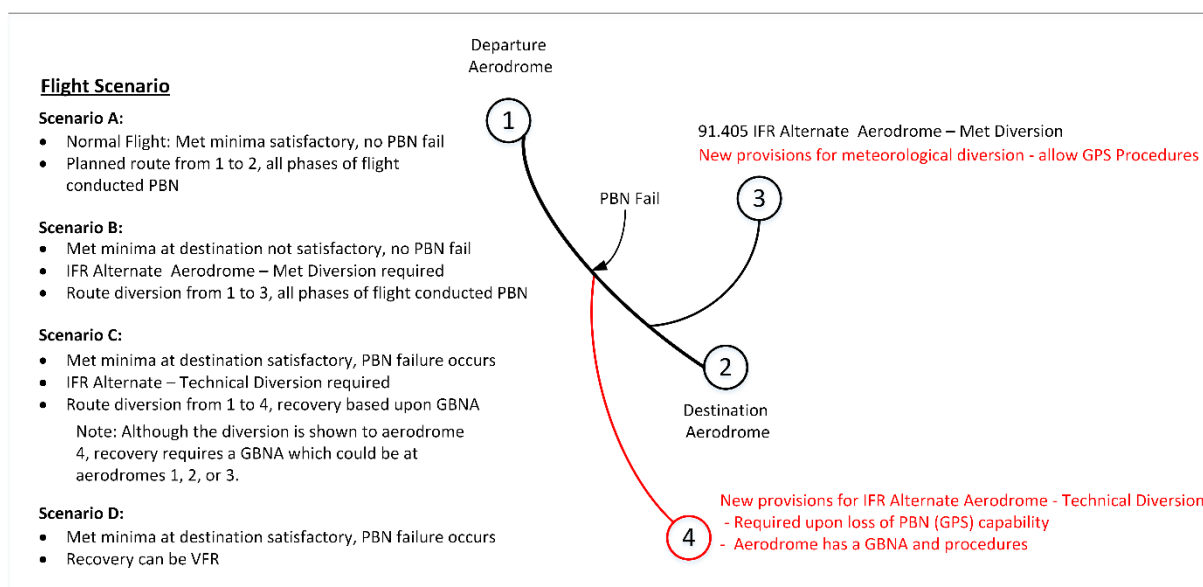 Flight Scenario
Scenario A:
• Normal Flight: Met minima satisfactory, no PBN fail
• Planned route from 1 to 2, all phases of flight
conducted PBN
Scenario B:
• Met minima at destination not satisfactory, no PBN fail
• IFR Alternate  Aerodrome – Met Diversion required
• Route diversion from 1 to 3, all phases of flight conducted PBN
Scenario C:
• Met minima at destination satisfactory, PBN failure occurs
• IFR Alternate – Technical Diversion required
• Route diversion from 1 to 4, recovery based upon GBNA
Note: Although the diversion is shown to aerodrome
4, recovery requires a GBNA which could be at
aerodromes 1, 2, or 3.
Scenario D:
• Met minima at destination satisfactory, PBN failure occurs
• Recovery can be VFR
Departure
Aerodrome
1
91.405 IFR Alternate  Aerodrome – Met Diversion
New provisions for meteorological diversion - allow GPS Procedures
3
PBN Fail
2
Destination
Aerodrome
New provisions for IFR Alternate Aerodrome - Technical Diversion
- Required upon loss of PBN (GPS) capability
- Aerodrome has a GBNA and procedures
4